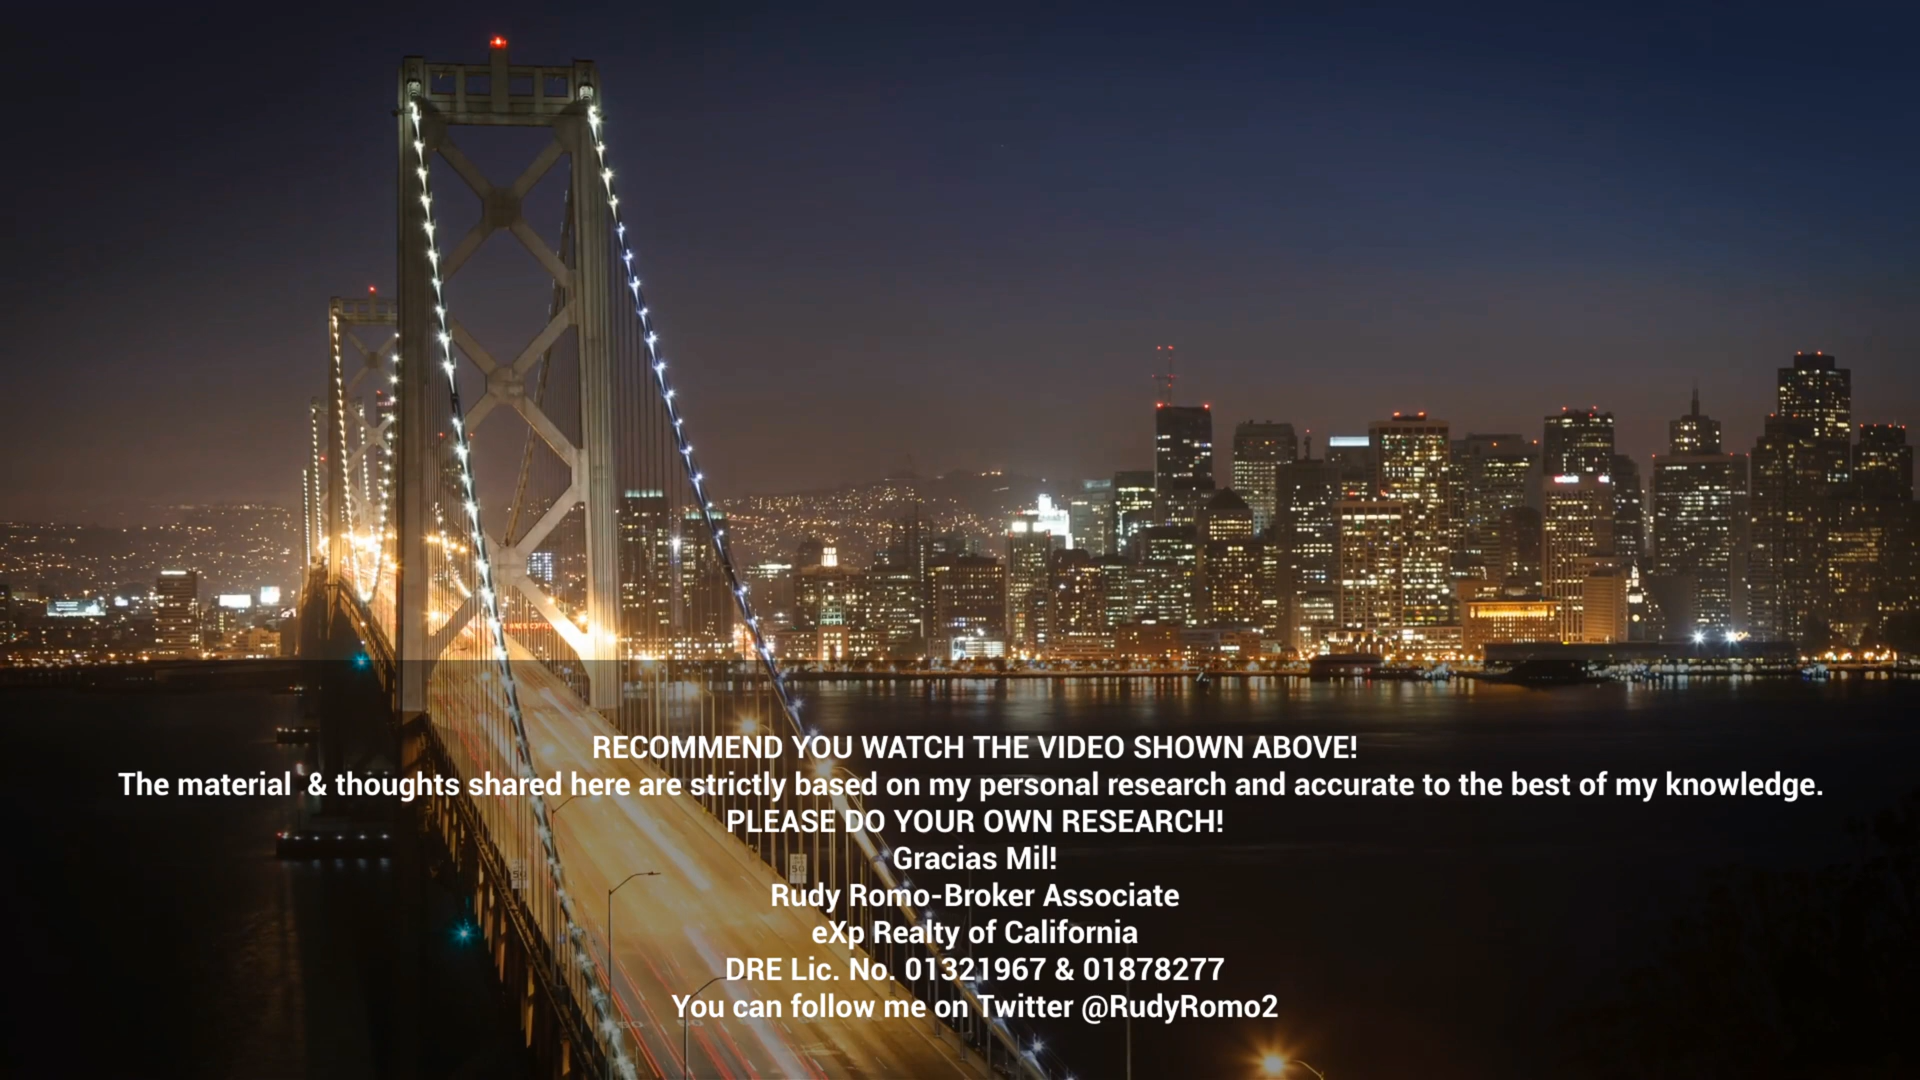 RECOMMEND YOU WATCH THE VIDEO SHOWN ABOVE!
The material  & thoughts shared here are strictly based on my personal research and accurate to the best of my knowledge.
PLEASE DO YOUR OWN RESEARCH!
Gracias Mil!
Rudy Romo-Broker Associate
eXp Realty of California
DRE Lic. No. 01321967 & 01878277
You can follow me on Twitter @RudyRomo2
50
50